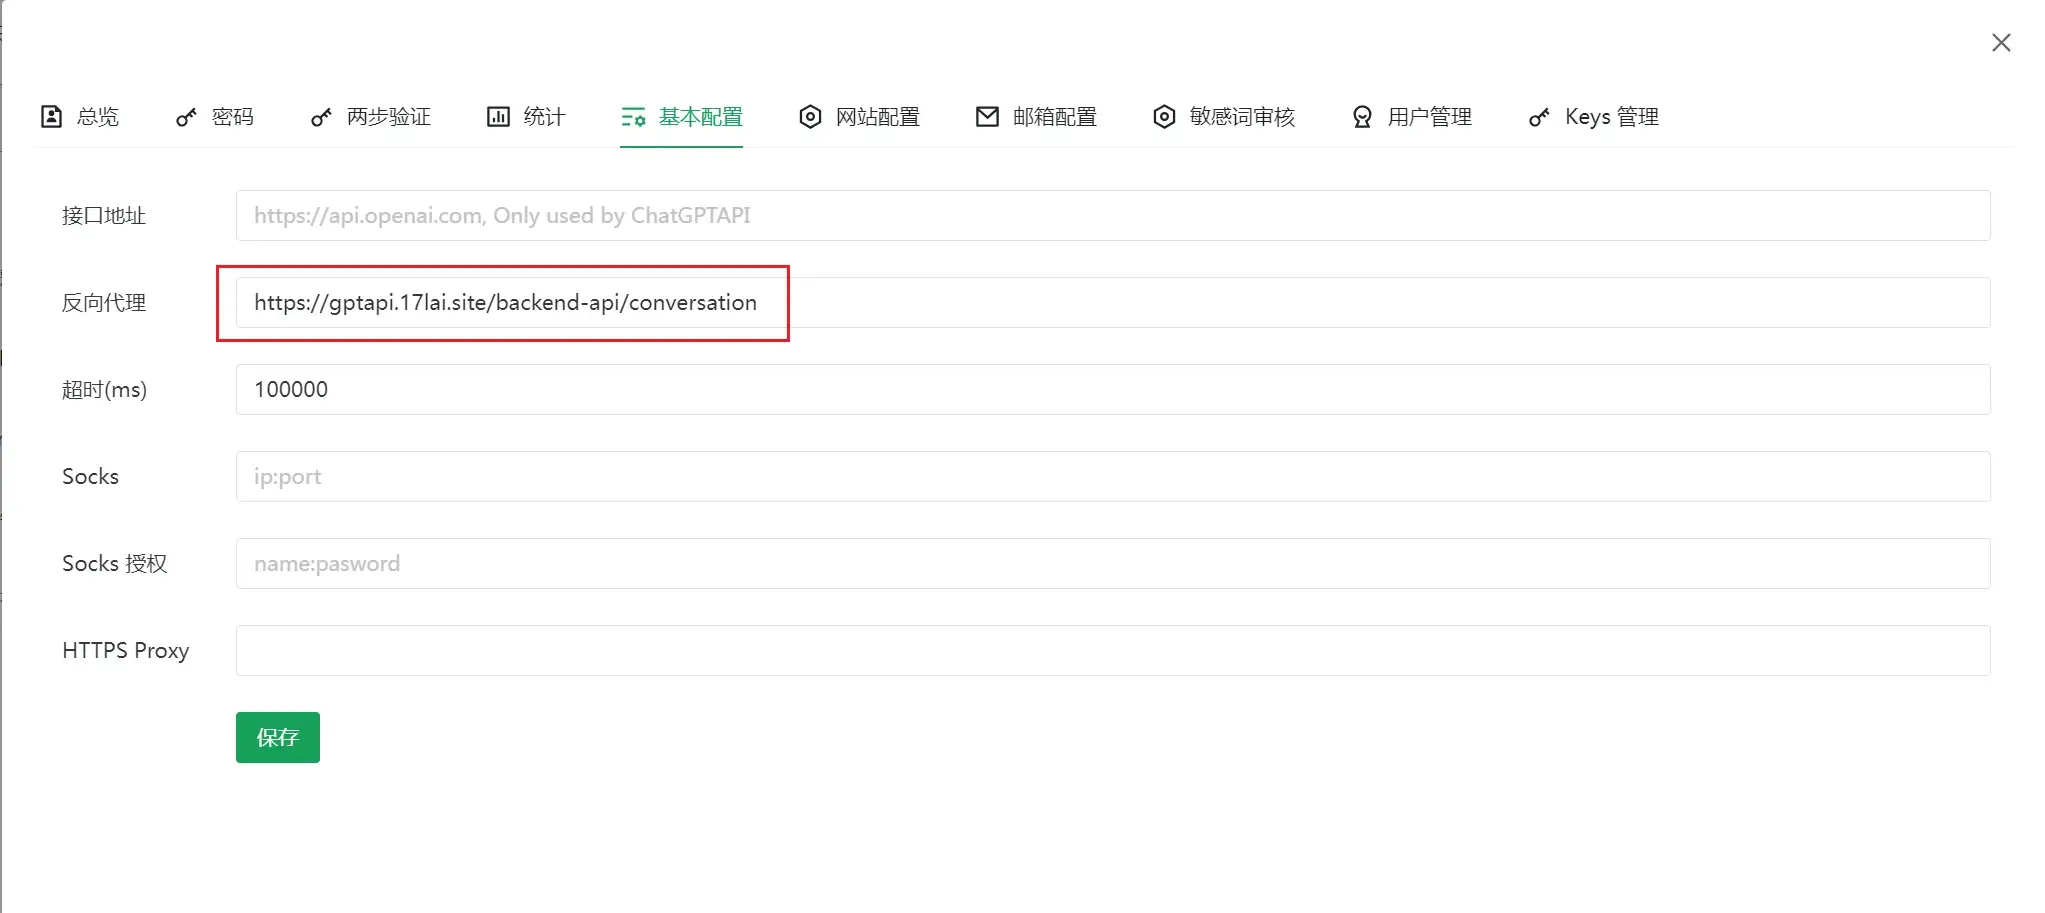 总览 密码 两步验证 统计 基本配置 网站配置 邮箱配置 敏感词审核 用户管理 Keys 管理
接口地址 https://api.openai.com, Only used by ChatGPTAPI
反向代理 https://gptapi.17lai.site/backend-api/conversation
超时(ms) 100000
Socks ip:port
Socks 授权 name:pasword
HTTPS Proxy
保存